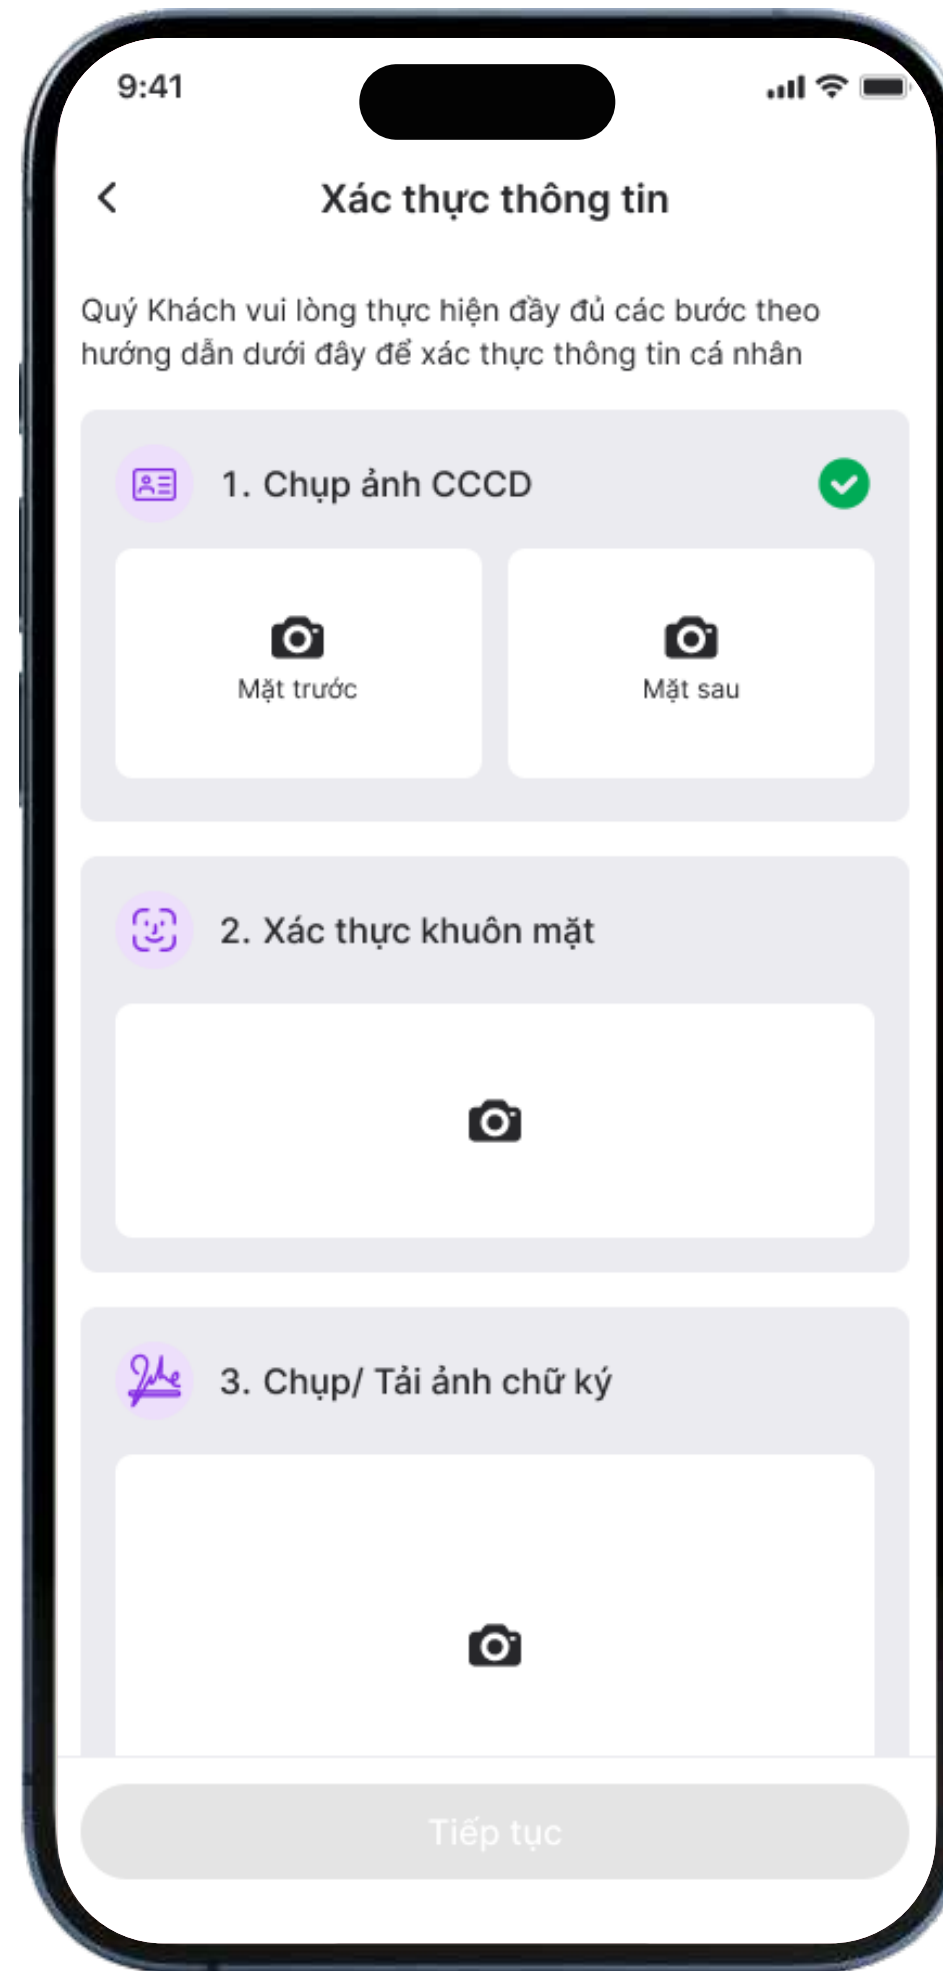 9:41
Xác thực thông tin
Quý Khách vui lòng thực hiện đầy đủ các bước theo
hướng dẫn dưới đây để xác thực thông tin cá nhân
1. Chụp ảnh CCCD
Mặt trước
Mặt sau
2. Xác thực khuôn mặt
3. Chụp/ Tải ảnh chữ ký
Tiếp tục